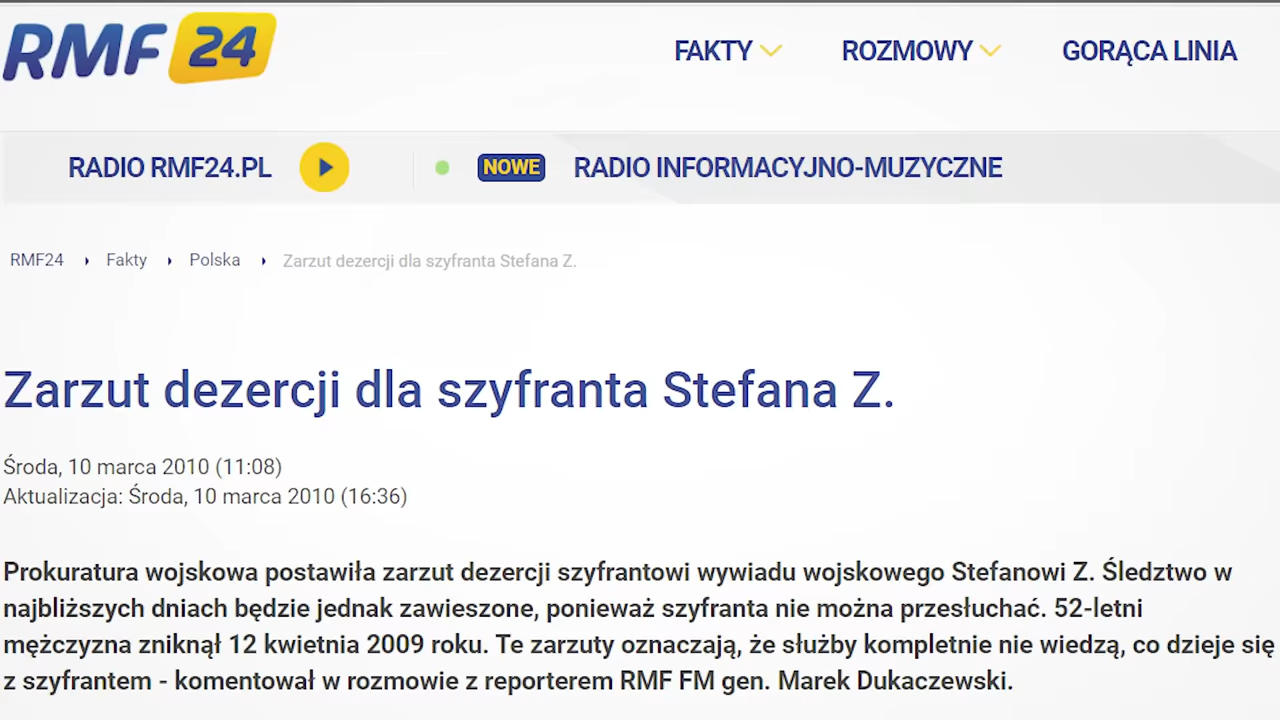 RMF 24
FAKTY
ROZMOWY
GORĄCA LINIA
RADIO RMF24.PL
NOWE
RADIO INFORMACYJNO-MUZYCZNE
RMF24 Fakty Polska Zarzut dezercji dla szyfranta Stefana Z.
Zarzut dezercji dla szyfranta Stefana Z.
Środa, 10 marca 2010 (11:08)
Aktualizacja: Środa, 10 marca 2010 (16:36)
Prokuratura wojskowa postawiła zarzut dezercji szyfrantowi wywiadu wojskowego Stefanowi Z. Śledztwo w
najbliższych dniach będzie jednak zawieszone, ponieważ szyfranta nie można przesłuchać. 52-letni
mężczyzna zniknął 12 kwietnia 2009 roku. Te zarzuty oznaczają, że służby kompletnie nie wiedzą, co dzieje się
z szyfrantem - komentował w rozmowie z reporterem RMF FM gen. Marek Dukaczewski.